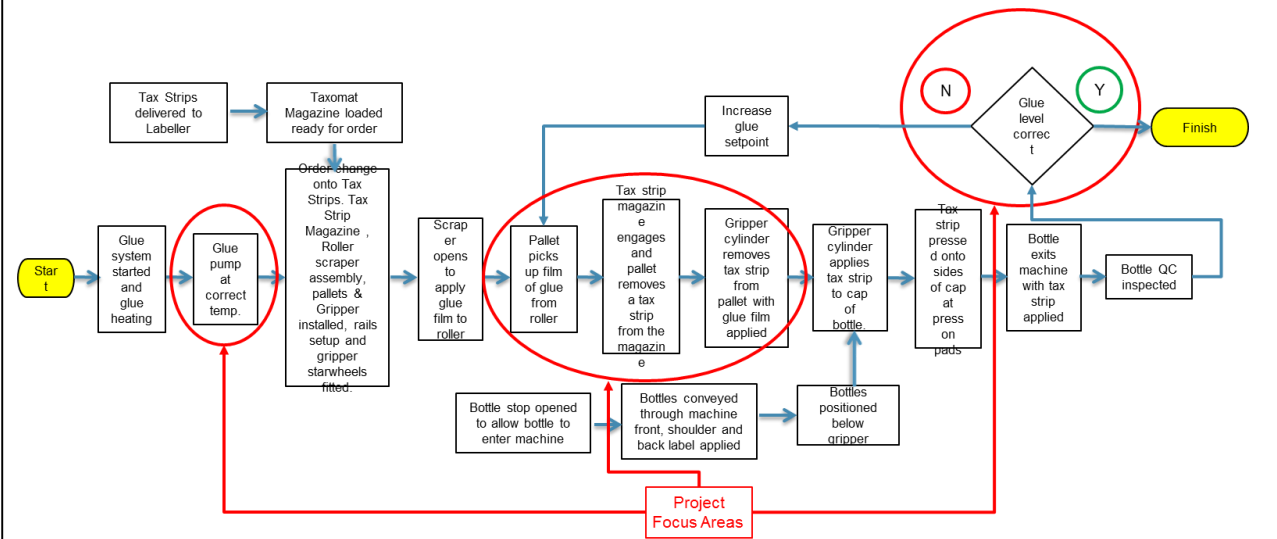 Tax Strips
delivered to
Labeller
Taxomat
Magazine loaded
ready for order
Increase
glue
setpoint
N
Glue
level
correc
t
Y
Finish
Star
t
Glue
system
started
and
glue
heating
Glue
pump
at
correct
temp.
Order change
onto Tax
Strips. Tax
Strip
Magazine ,
Roller
scraper
assembly,
pallets &
Gripper
installed, rails
setup and
gripper
starwheels
fitted.
Scrap
er
opens
to
apply
glue
film to
roller
Pallet
picks
up film
of glue
from
roller
Tax strip
magazin
e
engages
and
pallet
removes
a tax
strip
from the
magazin
e
Gripper
cylinder
removes
tax strip
from
pallet with
glue film
applied
Gripper
cylinder
applies
tax strip
to cap
of
bottle.
Tax
strip
presse
d onto
sides
of cap
at
press
on
pads
Bottle
exits
machine
with tax
strip
applied
Bottle QC
inspected
Bottle stop opened
to allow bottle to
enter machine
Bottles conveyed
through machine
front, shoulder and
back label applied
Bottles
positioned
below
gripper
Project
Focus Areas